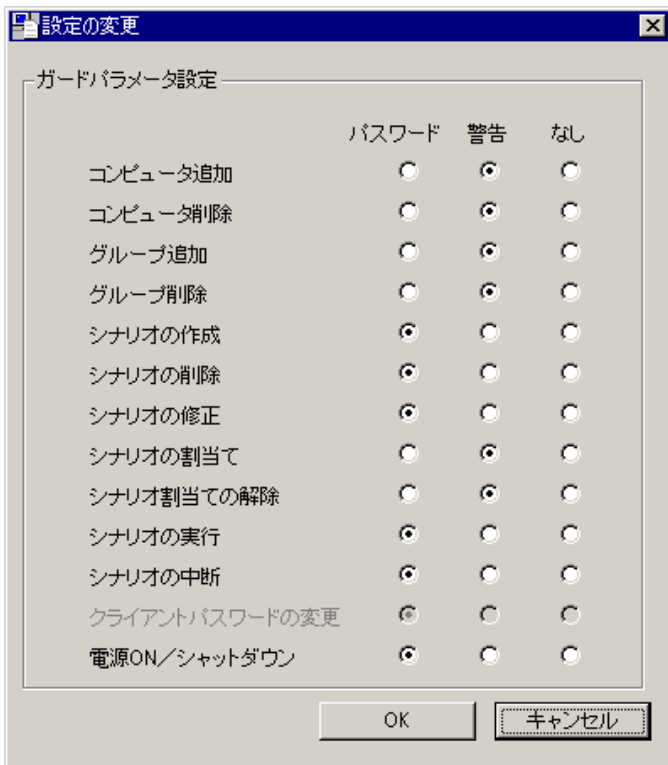 設定の変更
ガードパラメータ設定
パスワード 警告 なし
コンピュータ追加
コンピュータ削除
グループ追加
グループ削除
シナリオの作成
シナリオの削除
シナリオの修正
シナリオの割当て
シナリオ割当ての解除
シナリオの実行
シナリオの中断
クライアントパスワードの変更
電源ON／シャットダウン
OK キャンセル